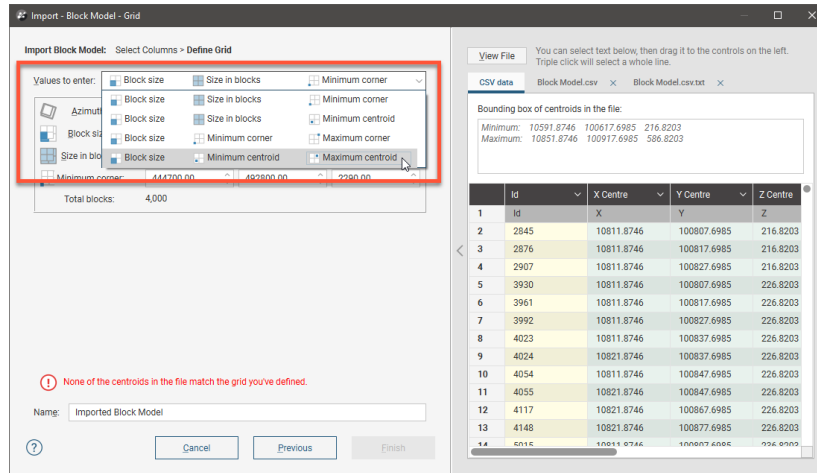 Import - Block Model - Grid
Import Block Model: Select Columns > Define Grid
Values to enter: Block size Size in blocks Minimum corner
Block size Size in blocks Minimum corner
Block size Size in blocks Minimum centroid
Block size Minimum corner Maximum corner
Block size Minimum centroid Maximum centroid
Azimut
Block siz
Size in blo
Minimum corner: 444700.00 492800.00 2290.00
Total blocks: 4,000
None of the centroids in the file match the grid you've defined.
Name: Imported Block Model
? Cancel Previous Finish
View File
You can select text below, then drag it to the controls on the left.
Triple click will select a whole line.
CSV data Block Model.csv × Block Model.csv.txt ×
Bounding box of centroids in the file:
Minimum: 10591.8746 100617.6985 216.8203
Maximum: 10851.8746 100917.6985 586.8203
Id X Centre Y Centre Z Centre
1 Id X Y Z
2 2845 10811.8746 100807.6985 216.8203
3 2876 10811.8746 100817.6985 216.8203
4 2907 10811.8746 100827.6985 216.8203
5 3930 10811.8746 100807.6985 226.8203
6 3961 10811.8746 100817.6985 226.8203
7 3992 10811.8746 100827.6985 226.8203
8 4023 10811.8746 100837.6985 226.8203
9 4024 10821.8746 100837.6985 226.8203
10 4054 10811.8746 100847.6985 226.8203
11 4055 10821.8746 100847.6985 226.8203
12 4117 10821.8746 100867.6985 226.8203
13 4148 10821.8746 100877.6985 226.8203
14 5015 10811.8746 100807.6985 236.8203